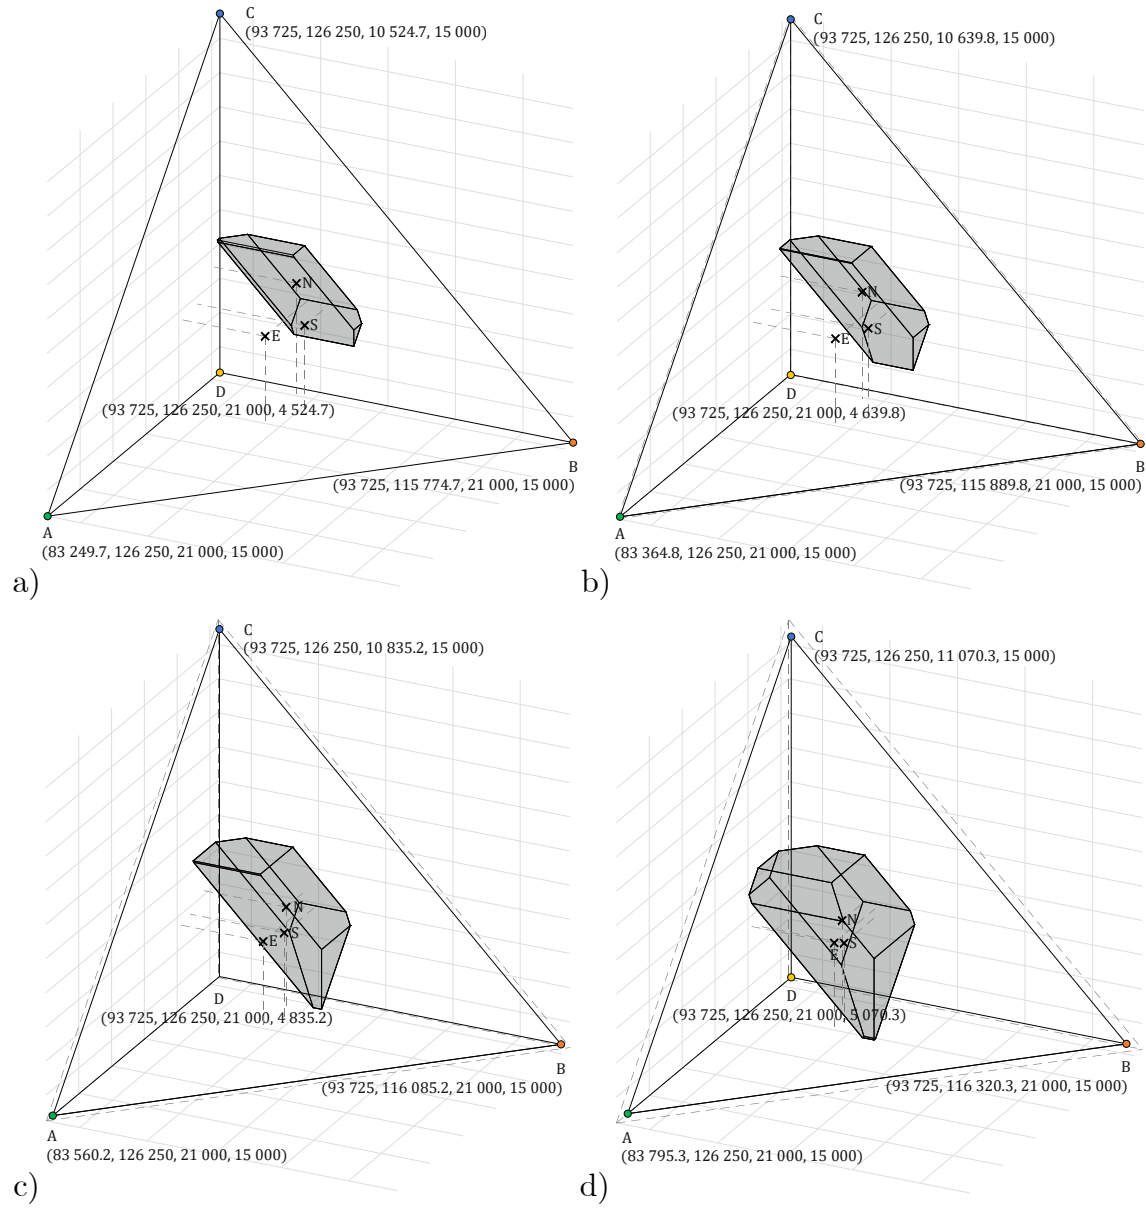 C
(93 725, 126 250, 10 524.7, 15 000)
N
S
E
D
(93 725, 126 250, 21 000, 4 524.7)
B
(93 725, 115 774.7, 21 000, 15 000)
A
(83 249.7, 126 250, 21 000, 15 000)
a)
C
(93 725, 126 250, 10 639.8, 15 000)
N
S
E
D
(93 725, 126 250, 21 000, 4 639.8)
B
(93 725, 115 889.8, 21 000, 15 000)
A
(83 364.8, 126 250, 21 000, 15 000)
b)
C
(93 725, 126 250, 10 835.2, 15 000)
N
S
E
D
(93 725, 126 250, 21 000, 4 835.2)
B
(93 725, 116 085.2, 21 000, 15 000)
A
(83 560.2, 126 250, 21 000, 15 000)
c)
C
(93 725, 126 250, 11 070.3, 15 000)
N
S
E
D
(93 725, 126 250, 21 000, 5 070.3)
B
(93 725, 116 320.3, 21 000, 15 000)
A
(83 795.3, 126 250, 21 000, 15 000)
d)